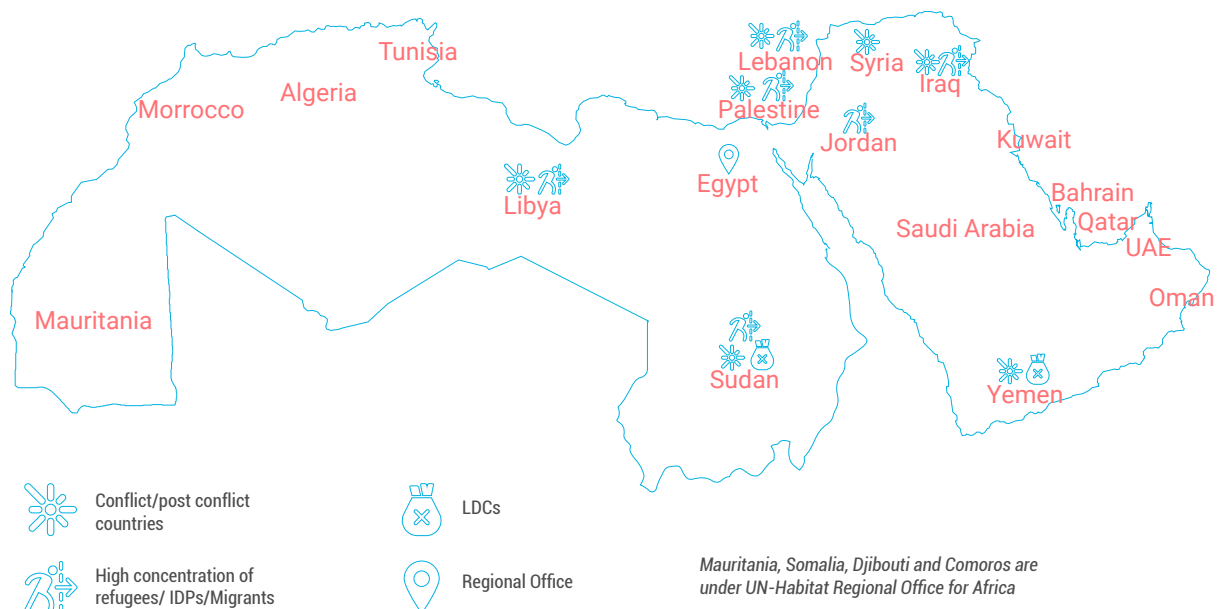 Tunisia
Lebanon
Syria
Iraq
Algeria
Morrocco
Palestine
Jordan
Kuwait
Egypt
Libya
Bahrain
Qatar
Saudi Arabia
UAE
Oman
Mauritania
Sudan
Yemen
Conflict/post conflict
countries
LDCs
High concentration of
refugees/ IDPs/Migrants
Regional Office
Mauritania, Somalia, Djibouti and Comoros are
under UN-Habitat Regional Office for Africa